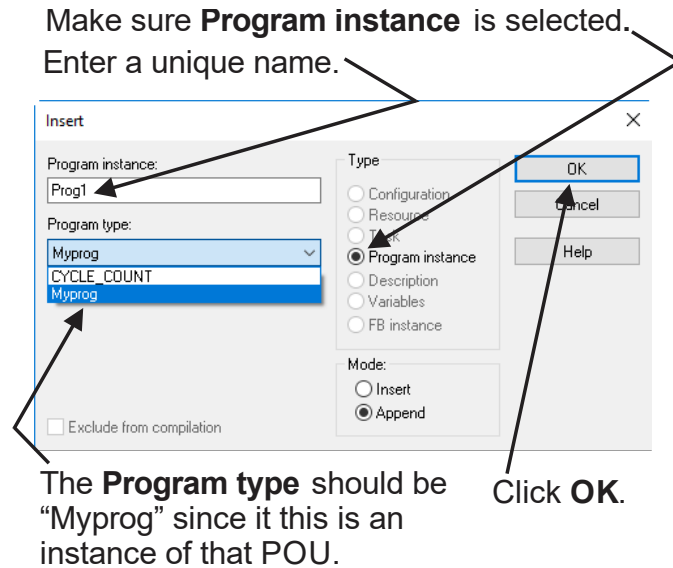 Make sure Program instance is selected.
Enter a unique name.
Insert
Program instance:
Prog1
Program type:
Myprog
CYCLE_COUNT
Myprog
Exclude from compilation
Type
Configuration
Resource
Task
Program instance
Description
Variables
FB instance
Mode:
Insert
Append
OK
Cancel
Help
The Program type should be
“Myprog” since it this is an
instance of that POU.
Click OK.